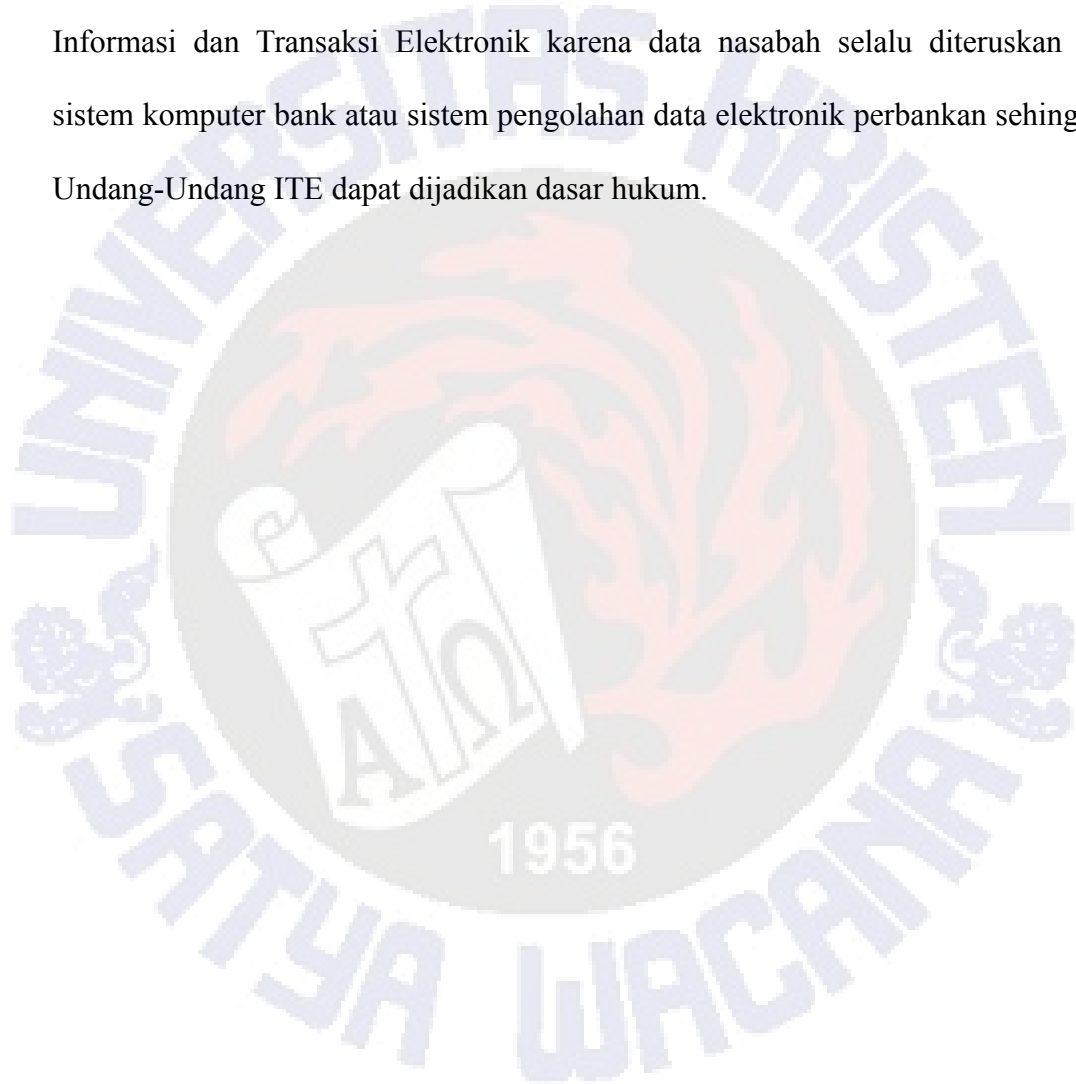 Informasi dan Transaksi Elektronik karena data nasabah selalu diteruskan
sistem komputer bank atau sistem pengolahan data elektronik perbankan sehing
Undang-Undang ITE dapat dijadikan dasar hukum.
UNIVERSITAS KRISTEN
ΑΩ
1956
SATYA WACANA